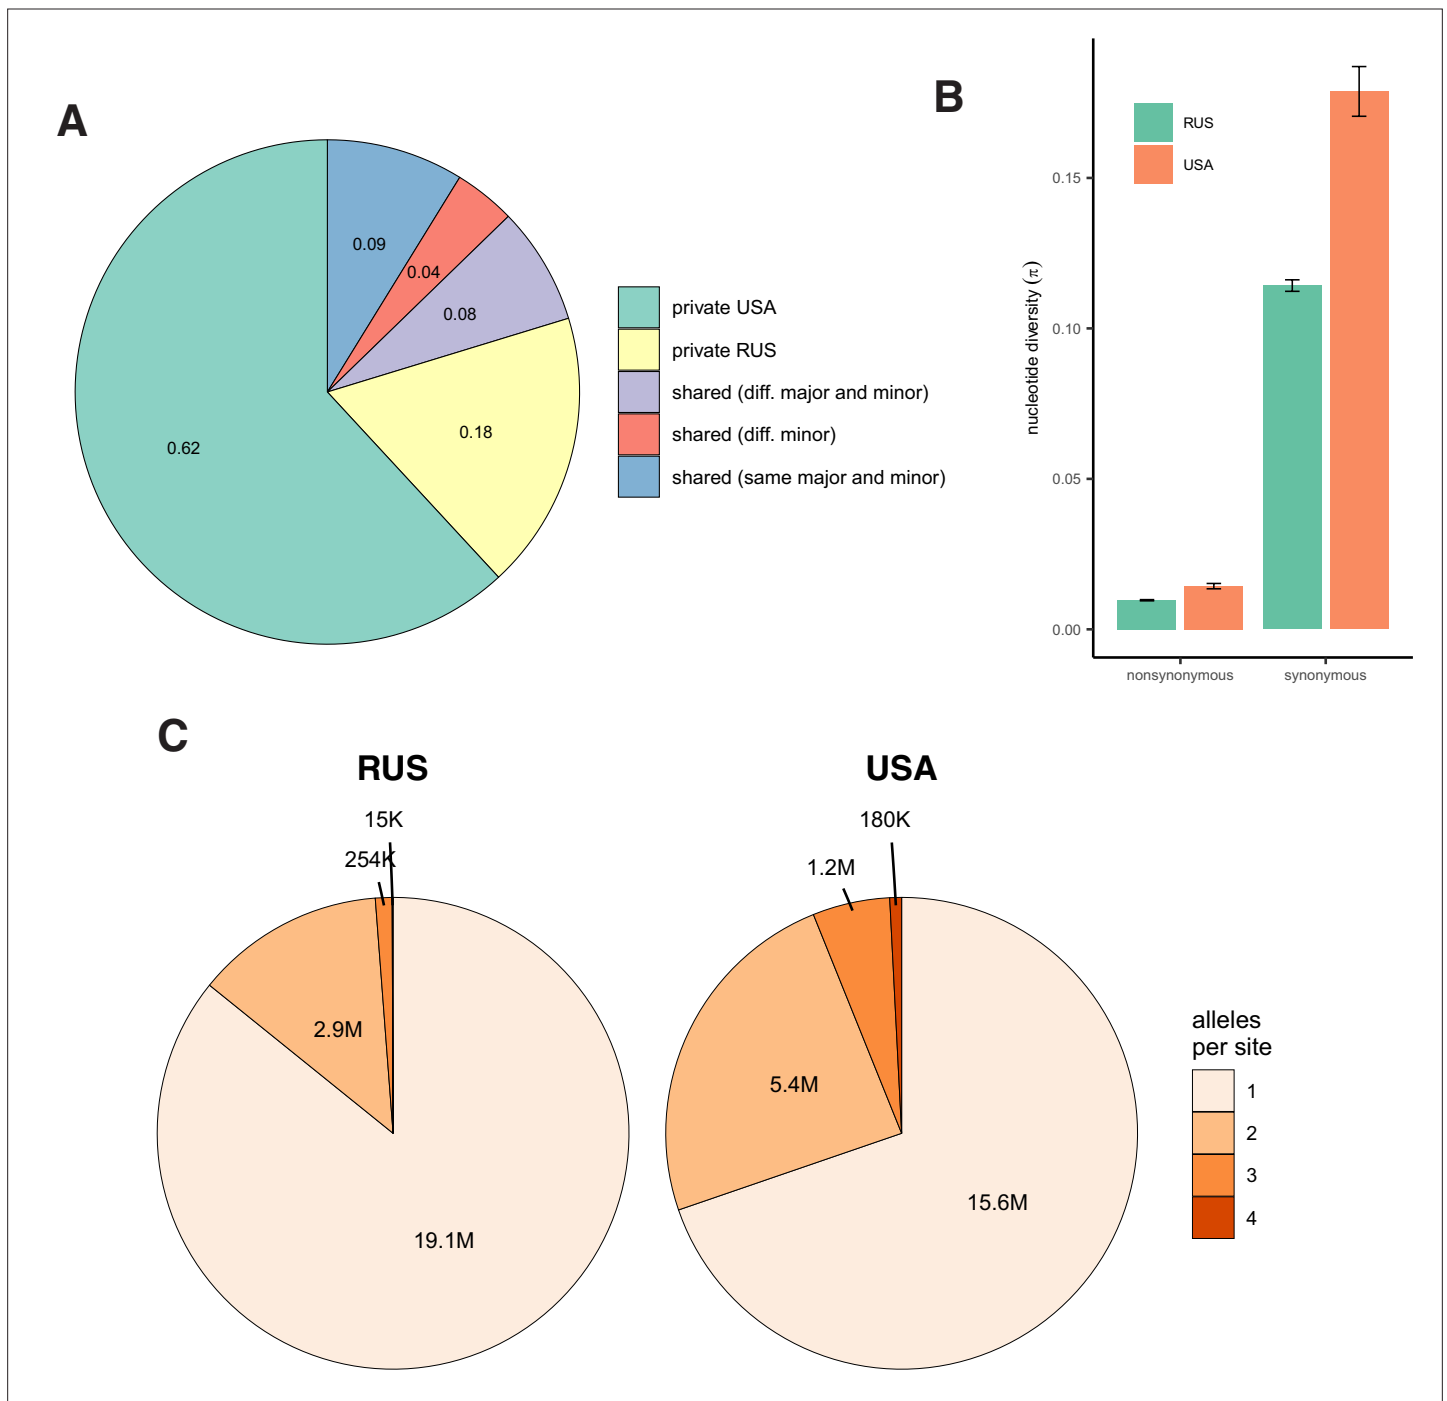 A
0.09
0.04
0.08
0.18
0.62
private USA
private RUS
shared (diff. major and minor)
shared (diff. minor)
shared (same major and minor)
B
RUS
USA
nucleotide diversity (π)
0.15
0.10
0.05
0.00
nonsynonymous
synonymous
C
RUS
15K
254K
2.9M
19.1M
USA
180K
1.2M
5.4M
15.6M
alleles
per site
1
2
3
4